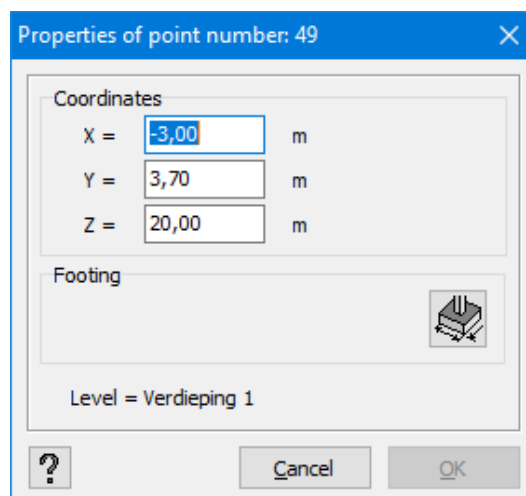 Properties of point number: 49
Coordinates
X = -3,00 m
Y = 3,70 m
Z = 20,00 m
Footing
Level = Verdieping 1
? Cancel OK